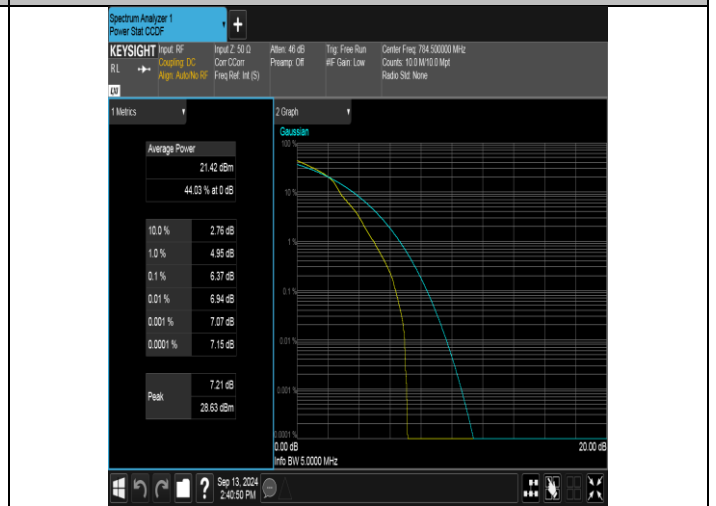 Spectrum Analyzer 1
Power Stat CCDF
+
KEYSIGHT Input: RF Input Z: 50 Ω Atten: 46 dB Trig: Free Run Center Freq: 784.500000 MHz
RL Coupling: DC Corr CCorr Preamp: Off #IF Gain: Low Counts: 10.0 M/10.0 Mpt
Align: Auto/No RF Freq Ref: Int (S) Radio Std: None
LXI
1 Metrics
2 Graph
Gaussian
Average Power
21.42 dBm
44.03 % at 0 dB
10.0 % 2.76 dB
1.0 % 4.95 dB
0.1 % 6.37 dB
0.01 % 6.94 dB
0.001 % 7.07 dB
0.0001 % 7.15 dB
Peak
7.21 dB
28.63 dBm
100 %
10 %
1 %
0.1 %
0.01 %
0.001 %
0.0001 %
0.00 dB 20.00 dB
Info BW 5.0000 MHz
? Sep 13, 2024
2:40:50 PM